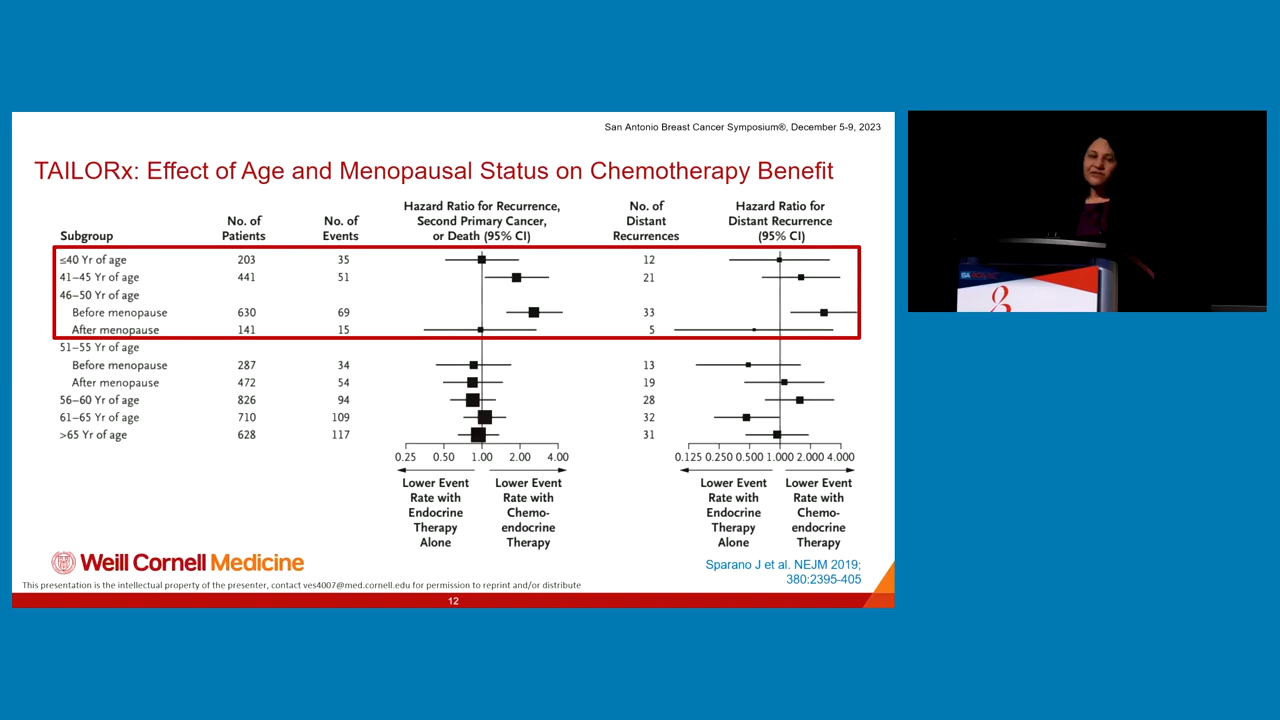 San Antonio Breast Cancer Symposium®, December 5-9, 2023
TAILORx: Effect of Age and Menopausal Status on Chemotherapy Benefit
Subgroup
No. of
Patients
No. of
Events
Hazard Ratio for Recurrence,
Second Primary Cancer,
or Death (95% CI)
No. of
Distant
Recurrences
Hazard Ratio for
Distant Recurrence
(95% CI)
≤40 Yr of age 203 35 12
41–45 Yr of age 441 51 21
46–50 Yr of age
Before menopause 630 69 33
After menopause 141 15 5
51–55 Yr of age
Before menopause 287 34 13
After menopause 472 54 19
56–60 Yr of age 826 94 28
61–65 Yr of age 710 109 32
>65 Yr of age 628 117 31
0.25 0.50 1.00 2.00 4.00
0.125 0.250 0.500 1.000 2.000 4.000
Lower Event
Rate with
Endocrine
Therapy
Alone
Lower Event
Rate with
Chemo-
endocrine
Therapy
Lower Event
Rate with
Endocrine
Therapy
Alone
Lower Event
Rate with
Chemo-
endocrine
Therapy
Weill Cornell Medicine
Sparano J et al. NEJM 2019;
380:2395-405
This presentation is the intellectual property of the presenter, contact ves4007@med.cornell.edu for permission to reprint and/or distribute
12